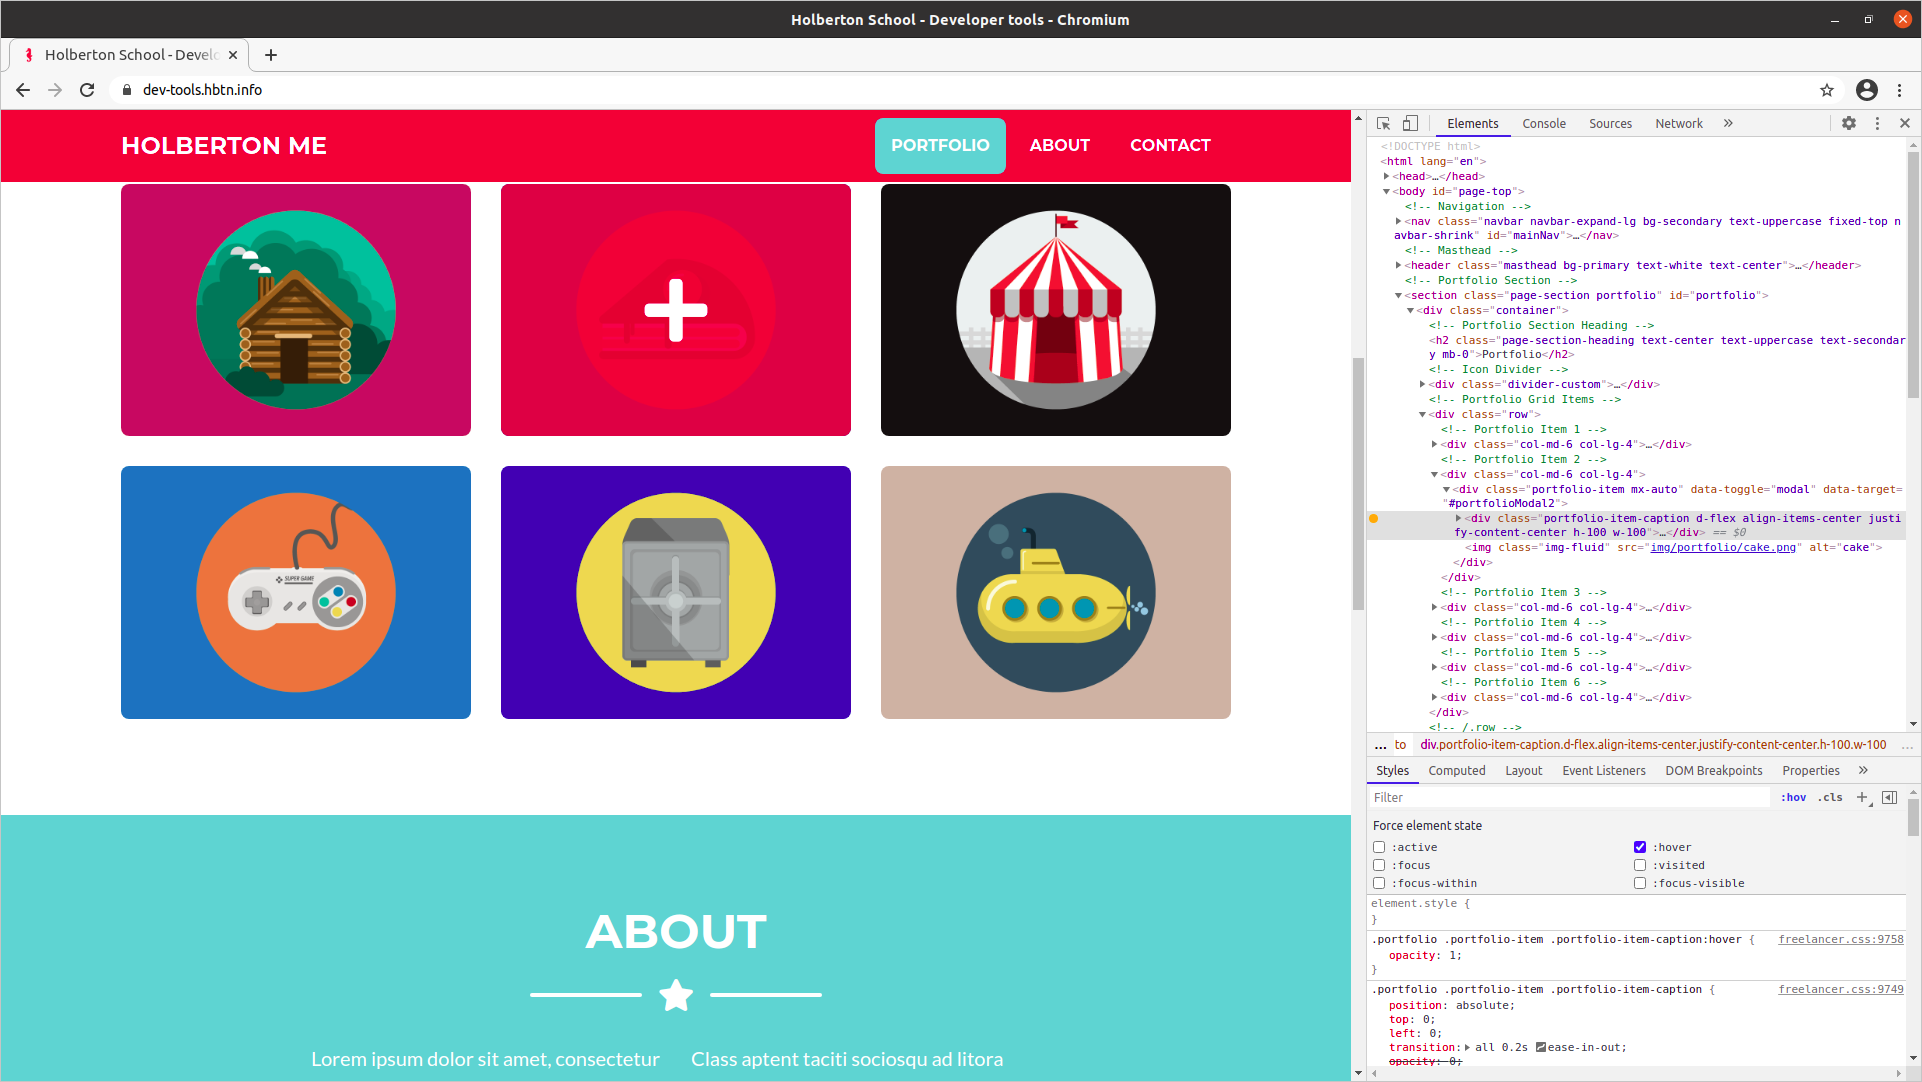 Holberton School - Developer tools - Chromium
Holberton School - Develo
dev-tools.hbtn.info
HOLBERTON ME
PORTFOLIO
ABOUT
CONTACT
SUPER GAME
ABOUT
Lorem ipsum dolor sit amet, consectetur
Class aptent taciti sociosqu ad litora
Elements Console Sources Network »
<!DOCTYPE html>
<html lang="en">
<head>…</head>
<body id="page-top">
<!-- Navigation -->
<nav class="navbar navbar-expand-lg bg-secondary text-uppercase fixed-top n
avbar-shrink" id="mainNav">…</nav>
<!-- Masthead -->
<header class="masthead bg-primary text-white text-center">…</header>
<!-- Portfolio Section -->
<section class="page-section portfolio" id="portfolio">
<div class="container">
<!-- Portfolio Section Heading -->
<h2 class="page-section-heading text-center text-uppercase text-secondar
y mb-0">Portfolio</h2>
<!-- Icon Divider -->
<div class="divider-custom">…</div>
<!-- Portfolio Grid Items -->
<div class="row">
<!-- Portfolio Item 1 -->
<div class="col-md-6 col-lg-4">…</div>
<!-- Portfolio Item 2 -->
<div class="col-md-6 col-lg-4">
<div class="portfolio-item mx-auto" data-toggle="modal" data-target=
"#portfolioModal2">
<div class="portfolio-item-caption d-flex align-items-center justi
fy-content-center h-100 w-100">…</div> == $0
<img class="img-fluid" src="img/portfolio/cake.png" alt="cake">
</div>
</div>
<!-- Portfolio Item 3 -->
<div class="col-md-6 col-lg-4">…</div>
<!-- Portfolio Item 4 -->
<div class="col-md-6 col-lg-4">…</div>
<!-- Portfolio Item 5 -->
<div class="col-md-6 col-lg-4">…</div>
<!-- Portfolio Item 6 -->
<div class="col-md-6 col-lg-4">…</div>
</div>
<!-- /.row -->
… to div.portfolio-item-caption.d-flex.align-items-center.justify-content-center.h-100.w-100 …
Styles Computed Layout Event Listeners DOM Breakpoints Properties »
Filter :hov .cls +
Force element state
:active :hover
:focus :visited
:focus-within :focus-visible
element.style {
}
.portfolio .portfolio-item .portfolio-item-caption:hover { freelancer.css:9758
opacity: 1;
}
.portfolio .portfolio-item .portfolio-item-caption { freelancer.css:9749
position: absolute;
top: 0;
left: 0;
transition: all 0.2s ease-in-out;
opacity: 0;